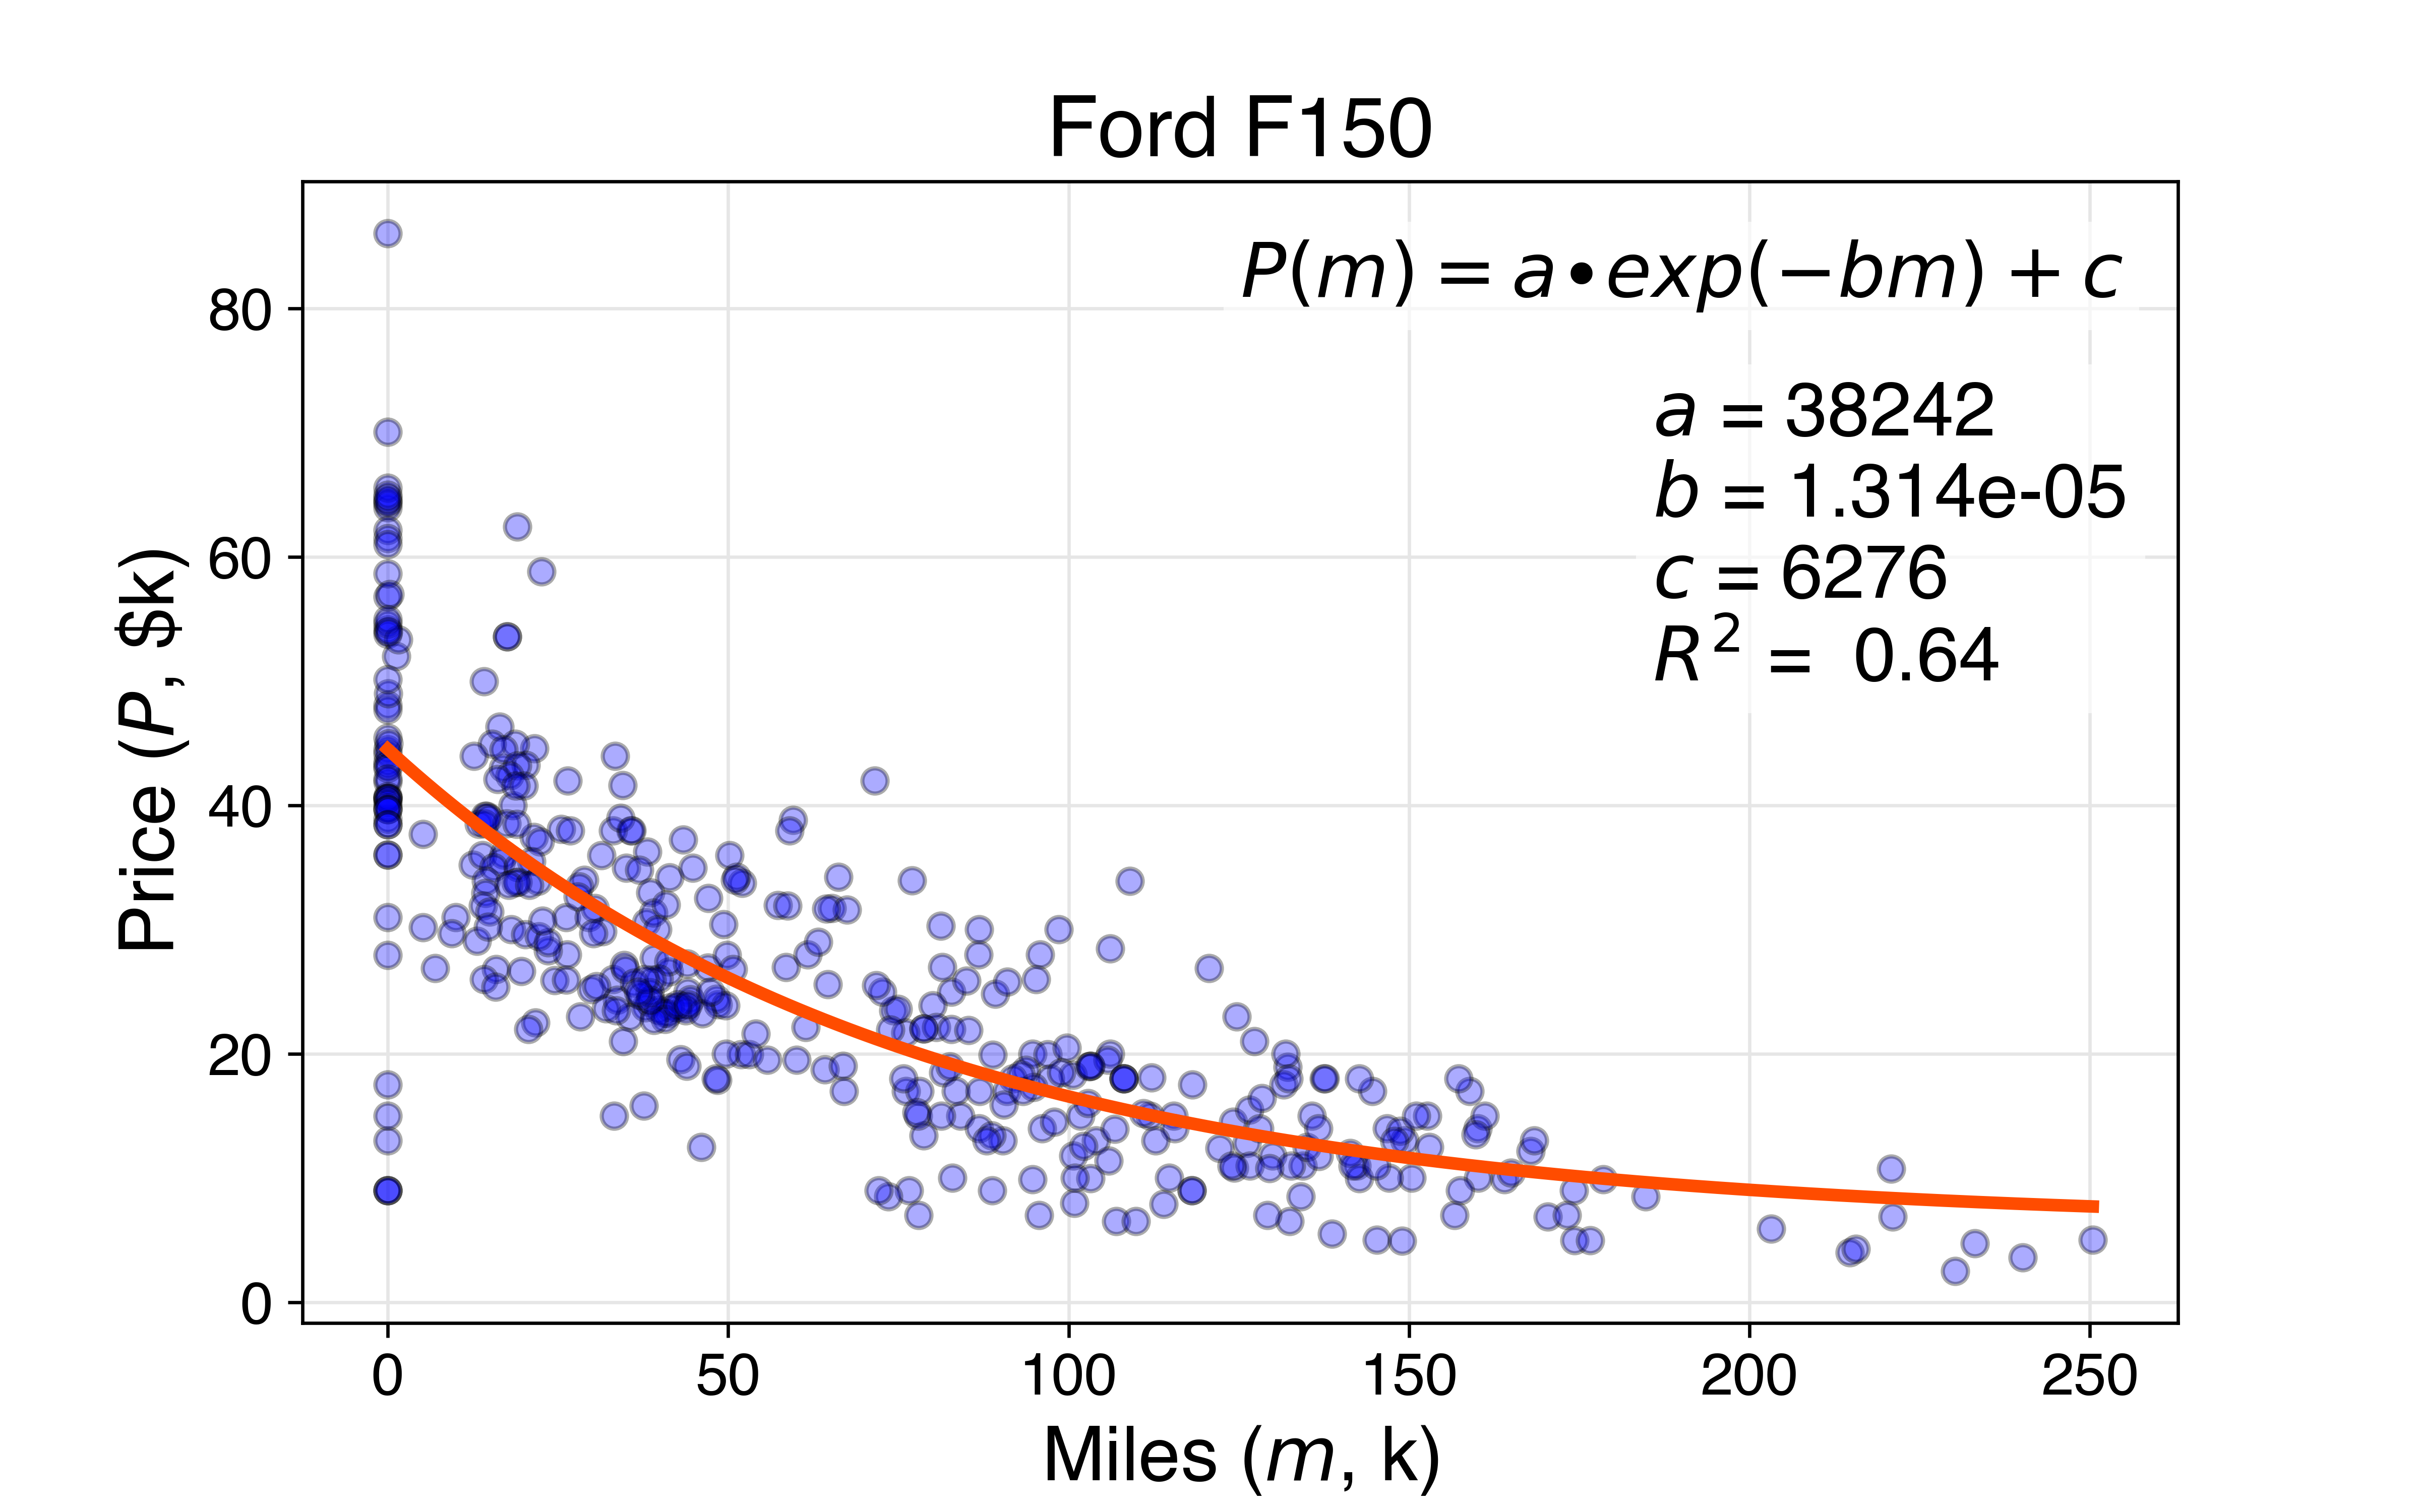 Ford F150
P(m) = a•exp(−bm) + c
a = 38242
b = 1.314e-05
c = 6276
R² = 0.64
Price (P, $k)
80
60
40
20
0
0 50 100 150 200 250
Miles (m, k)